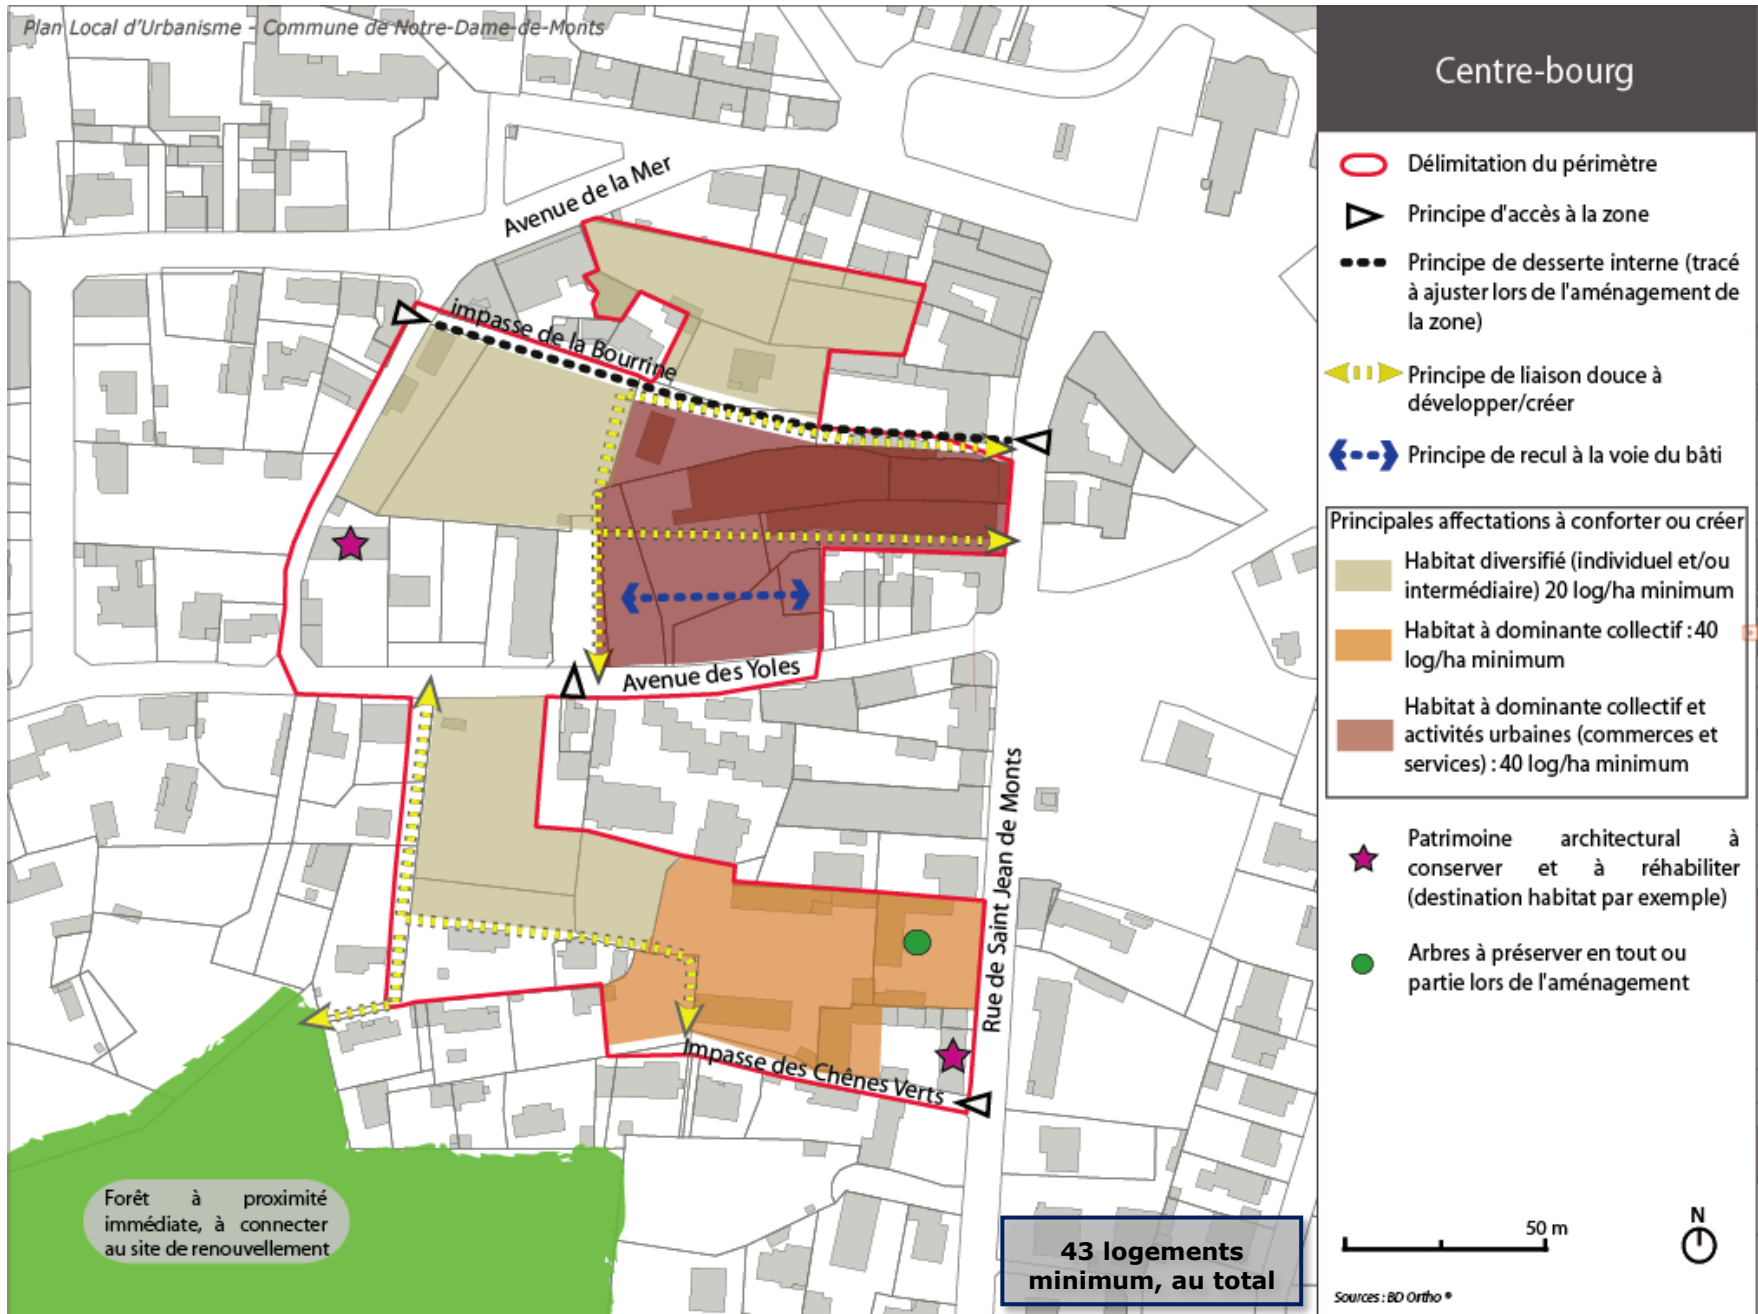 Plan Local d'Urbanisme - Commune de Notre-Dame-de-Monts
Avenue de la Mer
impasse de la Bourrine
Avenue des Yoles
Rue de Saint Jean de Monts
Impasse des Chênes Verts
Forêt à proximité
immédiate, à connecter
au site de renouvellement
43 logements
minimum, au total
Centre-bourg
Délimitation du périmètre
Principe d'accès à la zone
Principe de desserte interne (tracé
à ajuster lors de l'aménagement de
la zone)
Principe de liaison douce à
développer/créer
Principe de recul à la voie du bâti
Principales affectations à conforter ou créer
Habitat diversifié (individuel et/ou
intermédiaire) 20 log/ha minimum
Habitat à dominante collectif : 40
log/ha minimum
Habitat à dominante collectif et
activités urbaines (commerces et
services) : 40 log/ha minimum
Patrimoine architectural à
conserver et à réhabiliter
(destination habitat par exemple)
Arbres à préserver en tout ou
partie lors de l'aménagement
50 m
N
Sources : BD Ortho ®